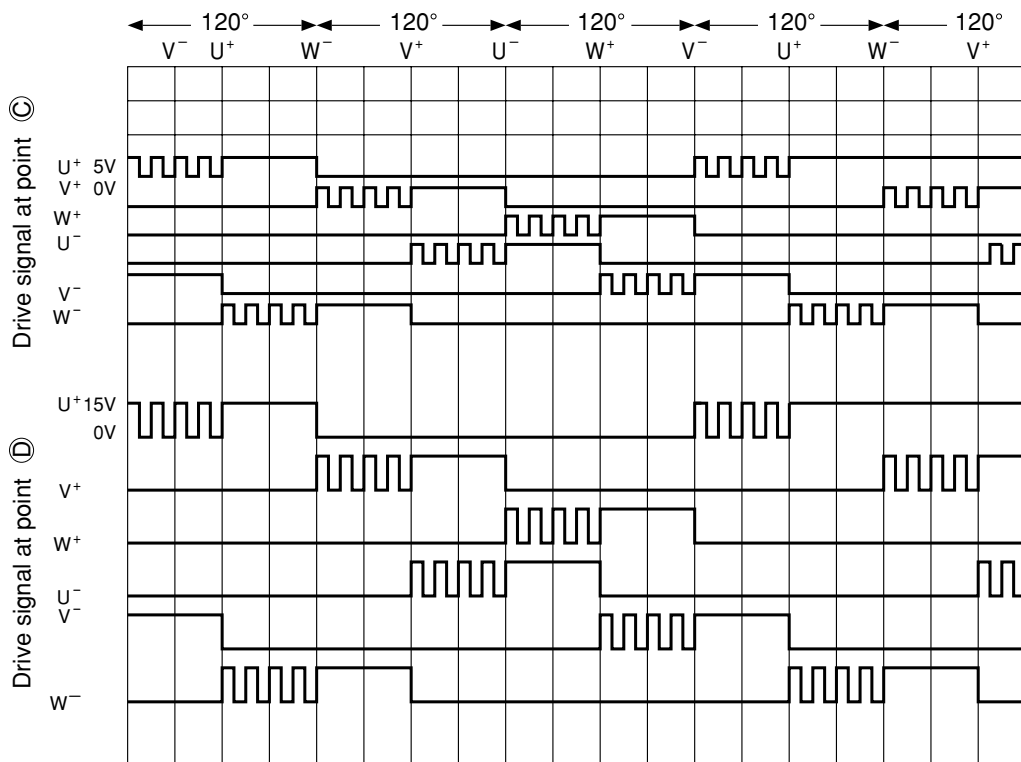 120° 120° 120° 120° 120°
V⁻ U⁺ W⁻ V⁺ U⁻ W⁺ V⁻ U⁺ W⁻ V⁺
Drive signal at point Ⓒ
U⁺ 5V
V⁺ 0V
W⁺
U⁻
V⁻
W⁻
Drive signal at point Ⓓ
U⁺15V
0V
V⁺
W⁺
U⁻
V⁻
W⁻